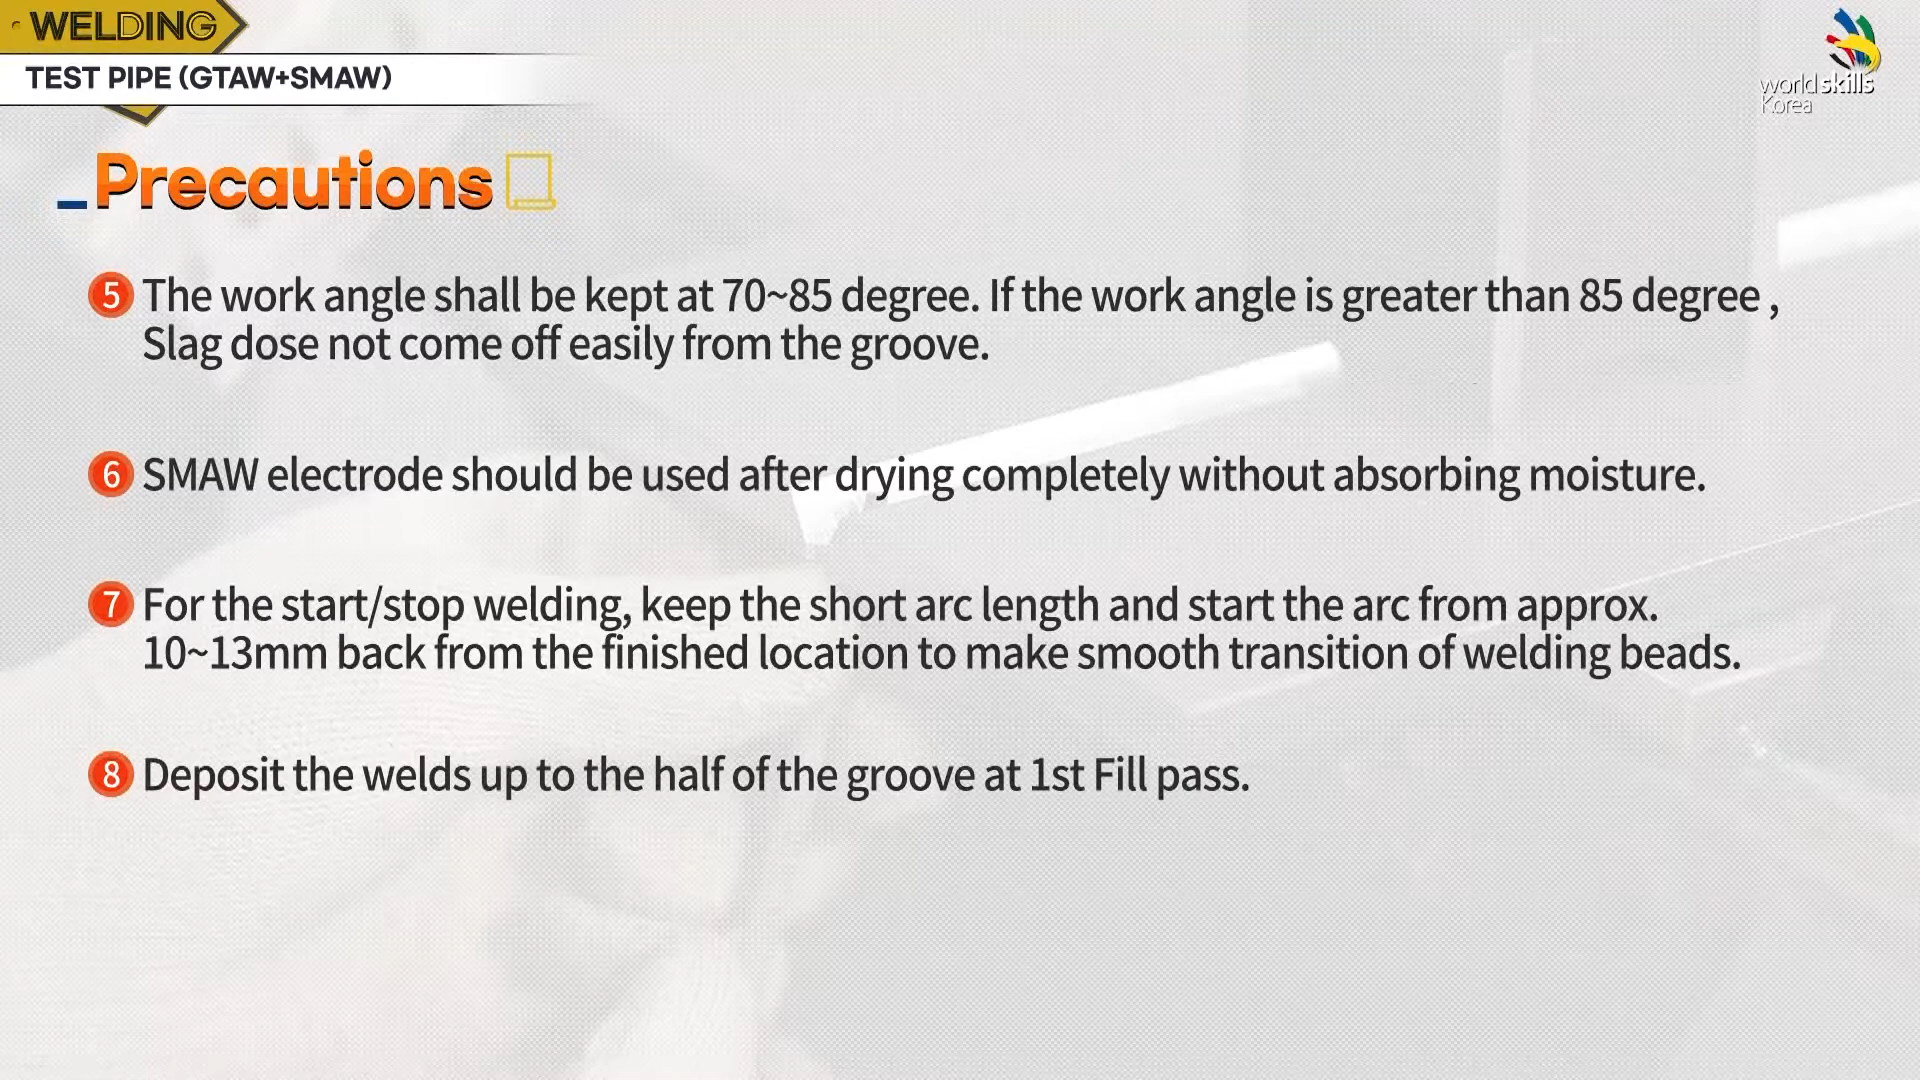 WELDING
TEST PIPE (GTAW+SMAW)
worldskills
Korea
Precautions
5 The work angle shall be kept at 70~85 degree. If the work angle is greater than 85 degree ,
Slag dose not come off easily from the groove.
6 SMAW electrode should be used after drying completely without absorbing moisture.
7 For the start/stop welding, keep the short arc length and start the arc from approx.
10~13mm back from the finished location to make smooth transition of welding beads.
8 Deposit the welds up to the half of the groove at 1st Fill pass.